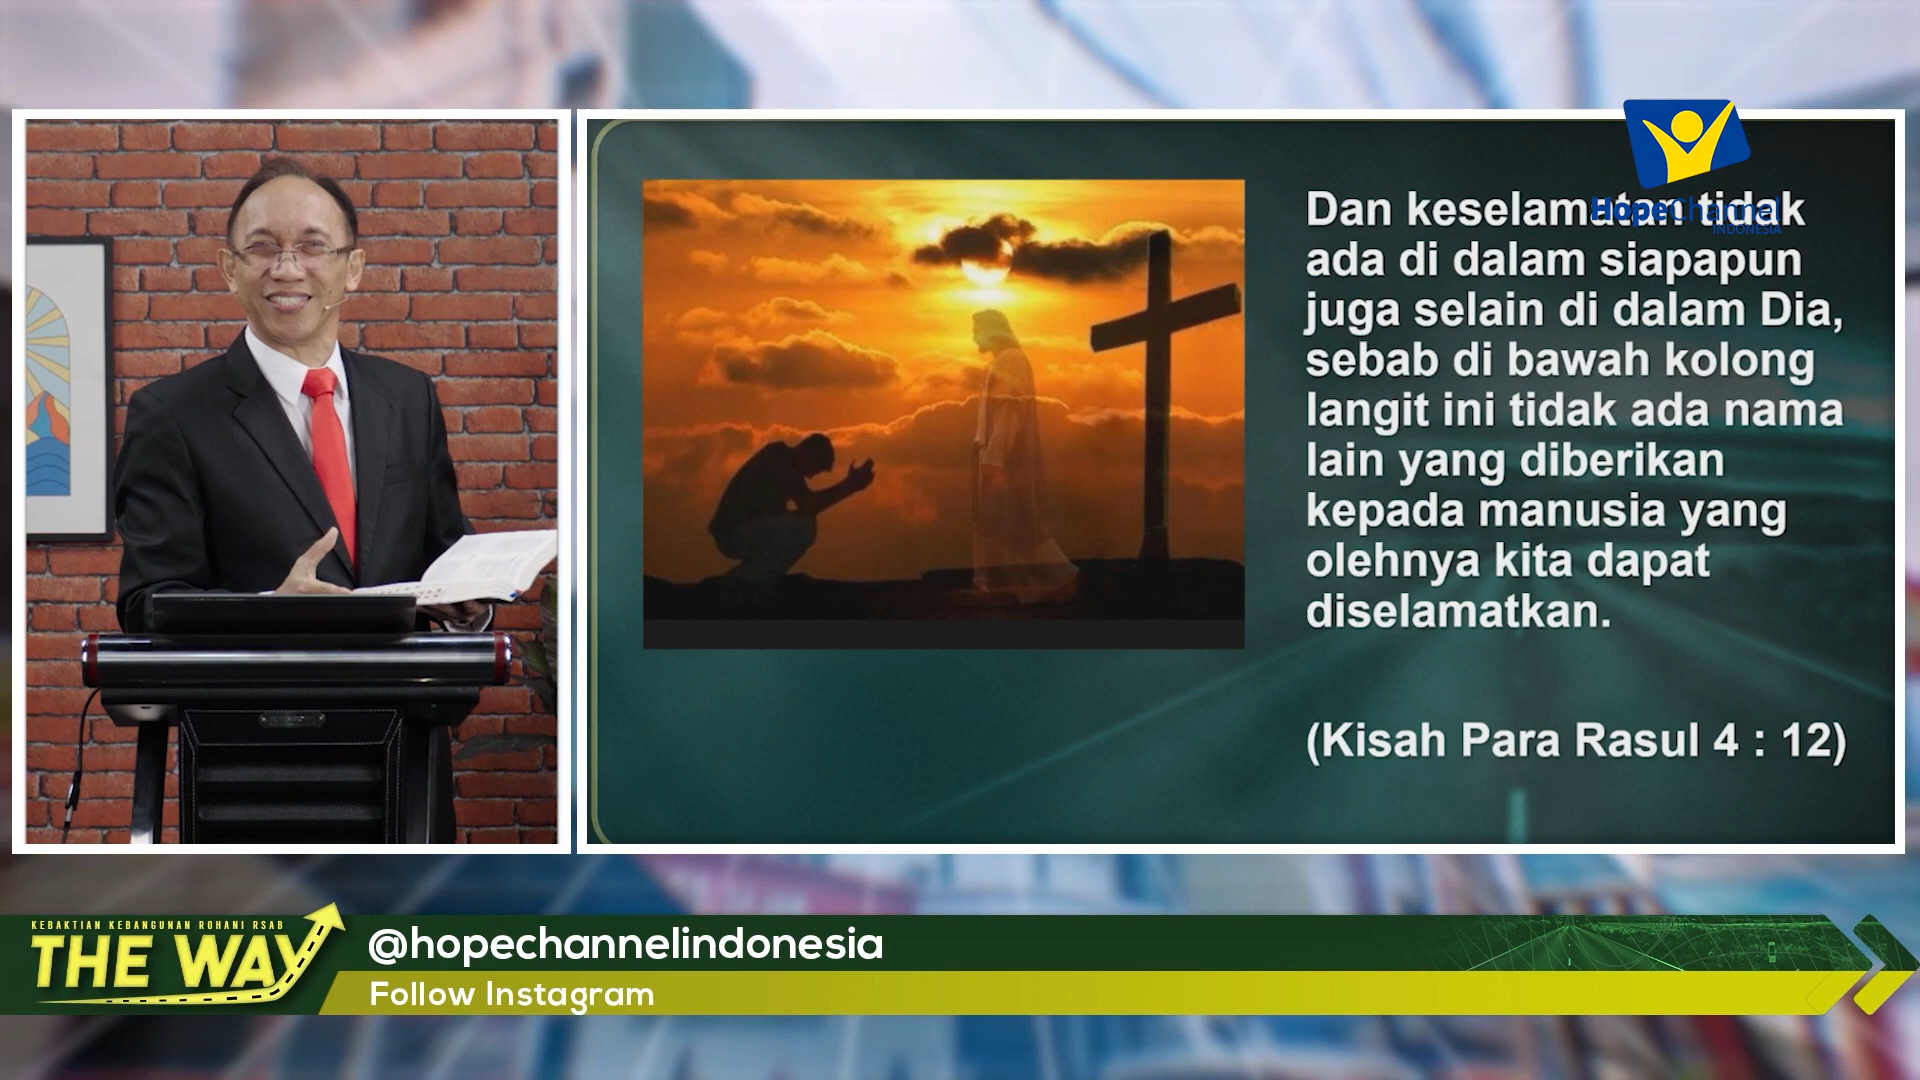 HopeChannel
INDONESIA
Dan keselamatan tidak
ada di dalam siapapun
juga selain di dalam Dia,
sebab di bawah kolong
langit ini tidak ada nama
lain yang diberikan
kepada manusia yang
olehnya kita dapat
diselamatkan.
(Kisah Para Rasul 4 : 12)
KEBAKTIAN KEBANGUNAN ROHANI RSAB
THE WAY
@hopechannelindonesia
Follow Instagram